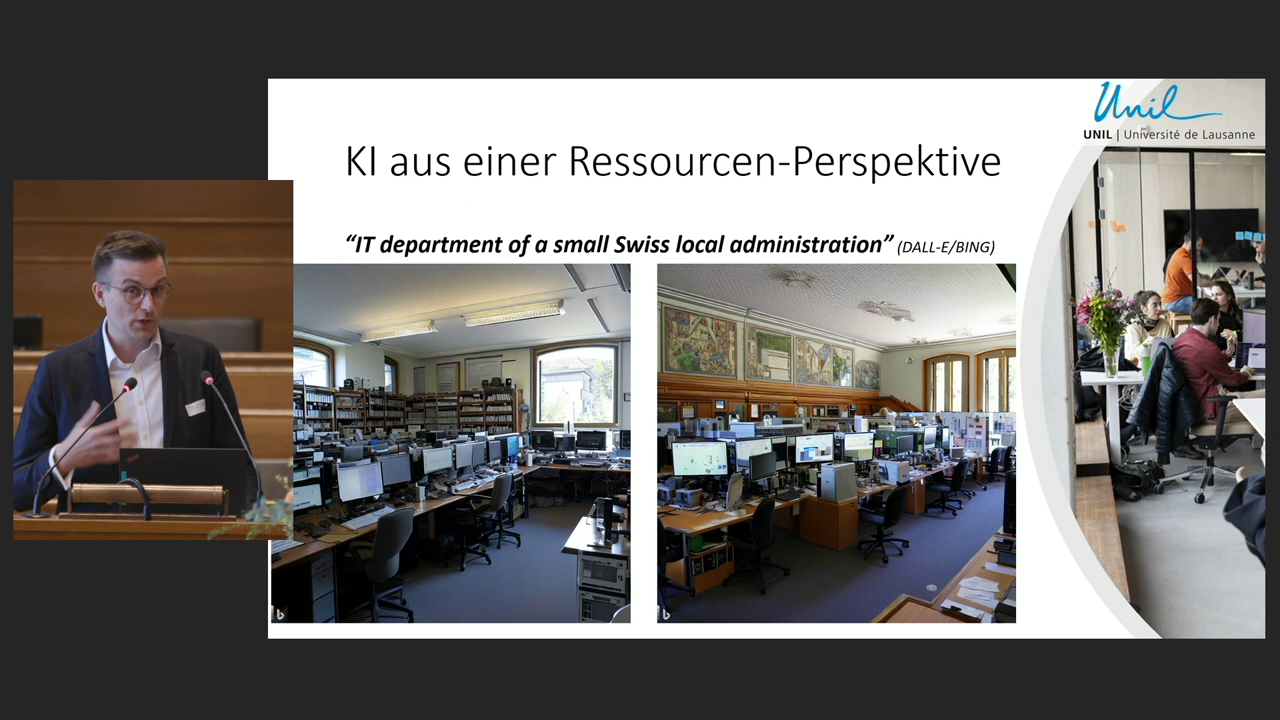 Unil
UNIL | Université de Lausanne
KI aus einer Ressourcen-Perspektive
“IT department of a small Swiss local administration” (DALL-E/BING)